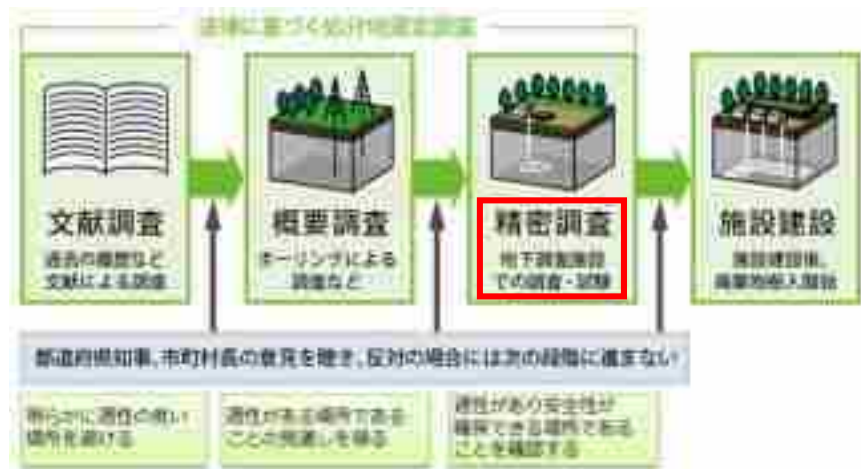 法律に基づく処分地選定調査
文献調査
過去の履歴など
文献による調査
概要調査
ボーリングによる
調査など
精密調査
地下調査施設
での調査・試験
施設建設
施設建設後、
廃棄物搬入開始
都道府県知事、市町村長の意見を聴き、反対の場合には次の段階に進まない
明らかに適性の低い
場所を避ける
適性がある場所である
ことの見通しを得る
適性があり安全性が
確保できる場所である
ことを確認する